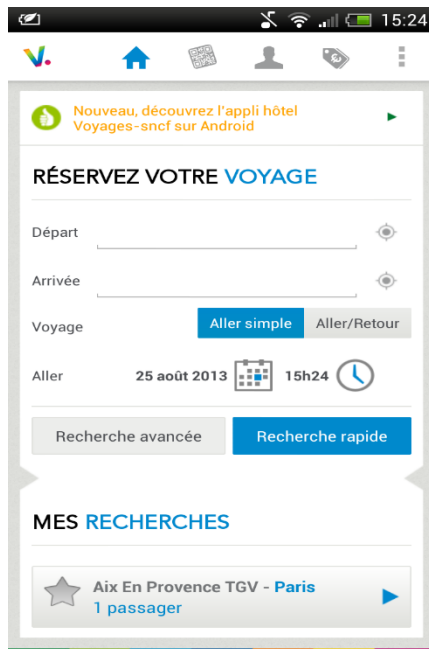 15:24
V.
Nouveau, découvrez l'appli hôtel
Voyages-sncf sur Android
RÉSERVEZ VOTRE VOYAGE
Départ
Arrivée
Voyage Aller simple Aller/Retour
Aller 25 août 2013 15h24
Recherche avancée Recherche rapide
MES RECHERCHES
Aix En Provence TGV - Paris
1 passager